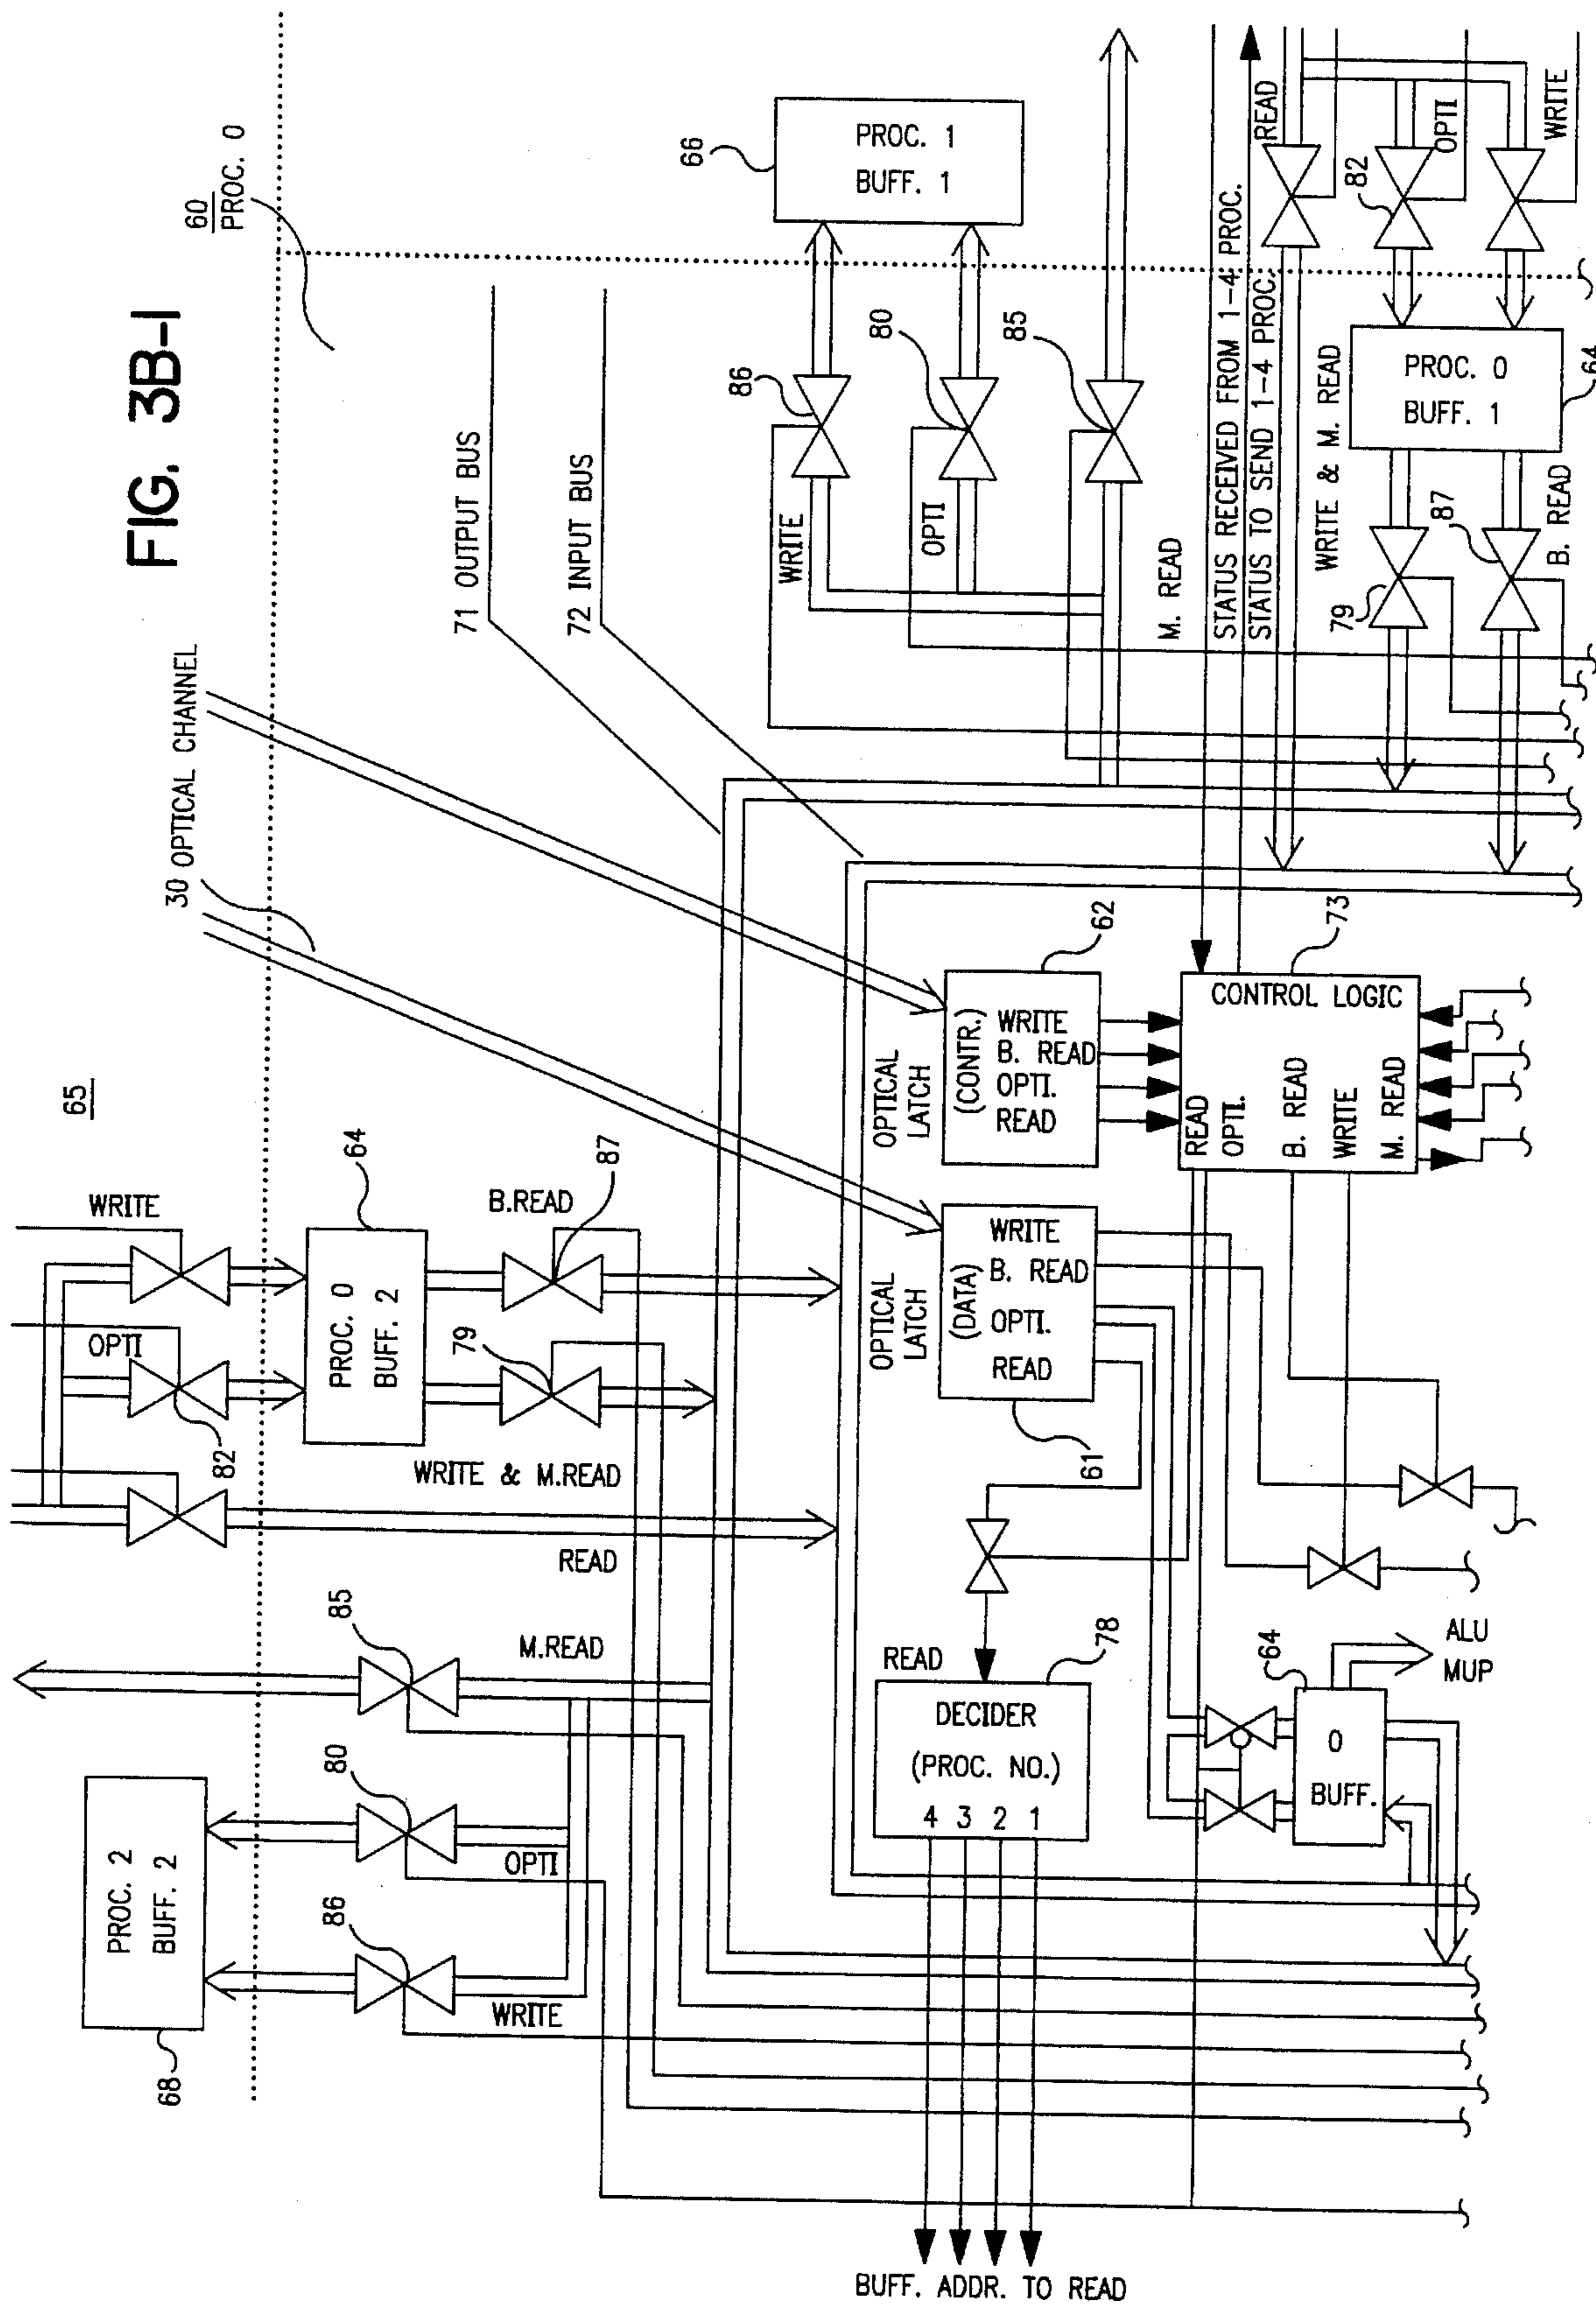 FIG. 3B-1
60
PROC. 0
65
30 OPTICAL CHANNEL
71 OUTPUT BUS
72 INPUT BUS
66
PROC. 1
BUFF. 1
86
80
85
WRITE
OPTI
M. READ
STATUS RECEIVED FROM 1-4 PROC.
STATUS TO SEND 1-4 PROC.
READ
82
OPTI
WRITE
WRITE & M. READ
PROC. 0
BUFF. 1
64
79
87
B. READ
WRITE
OPTI
82
64
PROC. 0
BUFF. 2
B.READ
87
79
WRITE & M.READ
READ
85
M.READ
80
OPTI
86
WRITE
PROC. 2
BUFF. 2
68
62
OPTICAL
LATCH
(CONTR.)
WRITE
B. READ
OPTI.
READ
73
CONTROL LOGIC
READ
OPTI.
B. READ
WRITE
M. READ
OPTICAL
LATCH
(DATA)
WRITE
B. READ
OPTI.
READ
61
READ
78
DECIDER
(PROC. NO.)
4 3 2 1
64
0
BUFF.
ALU
MUP
BUFF. ADDR. TO READ